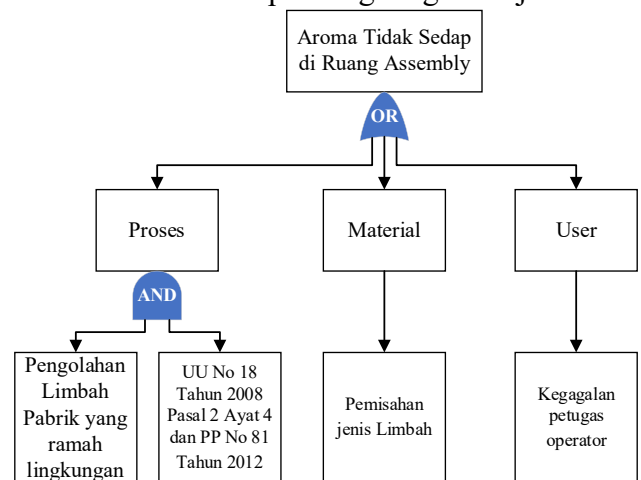 Aroma Tidak Sedap
di Ruang Assembly
OR
Proses
Material
User
AND
Pengolahan
Limbah
Pabrik yang
ramah
lingkungan
UU No 18
Tahun 2008
Pasal 2 Ayat 4
dan PP No 81
Tahun 2012
Pemisahan
jenis Limbah
Kegagalan
petugas
operator